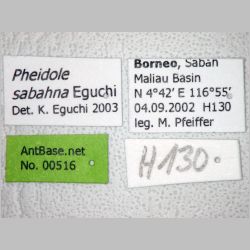 Pheidole
sabahna Eguchi
Det. K. Eguchi 2003
Borneo, Sabah
Maliau Basin
N 4°42' E 116°55'
04.09.2002 H130
leg. M. Pfeiffer
AntBase.net
No. 00516
H130